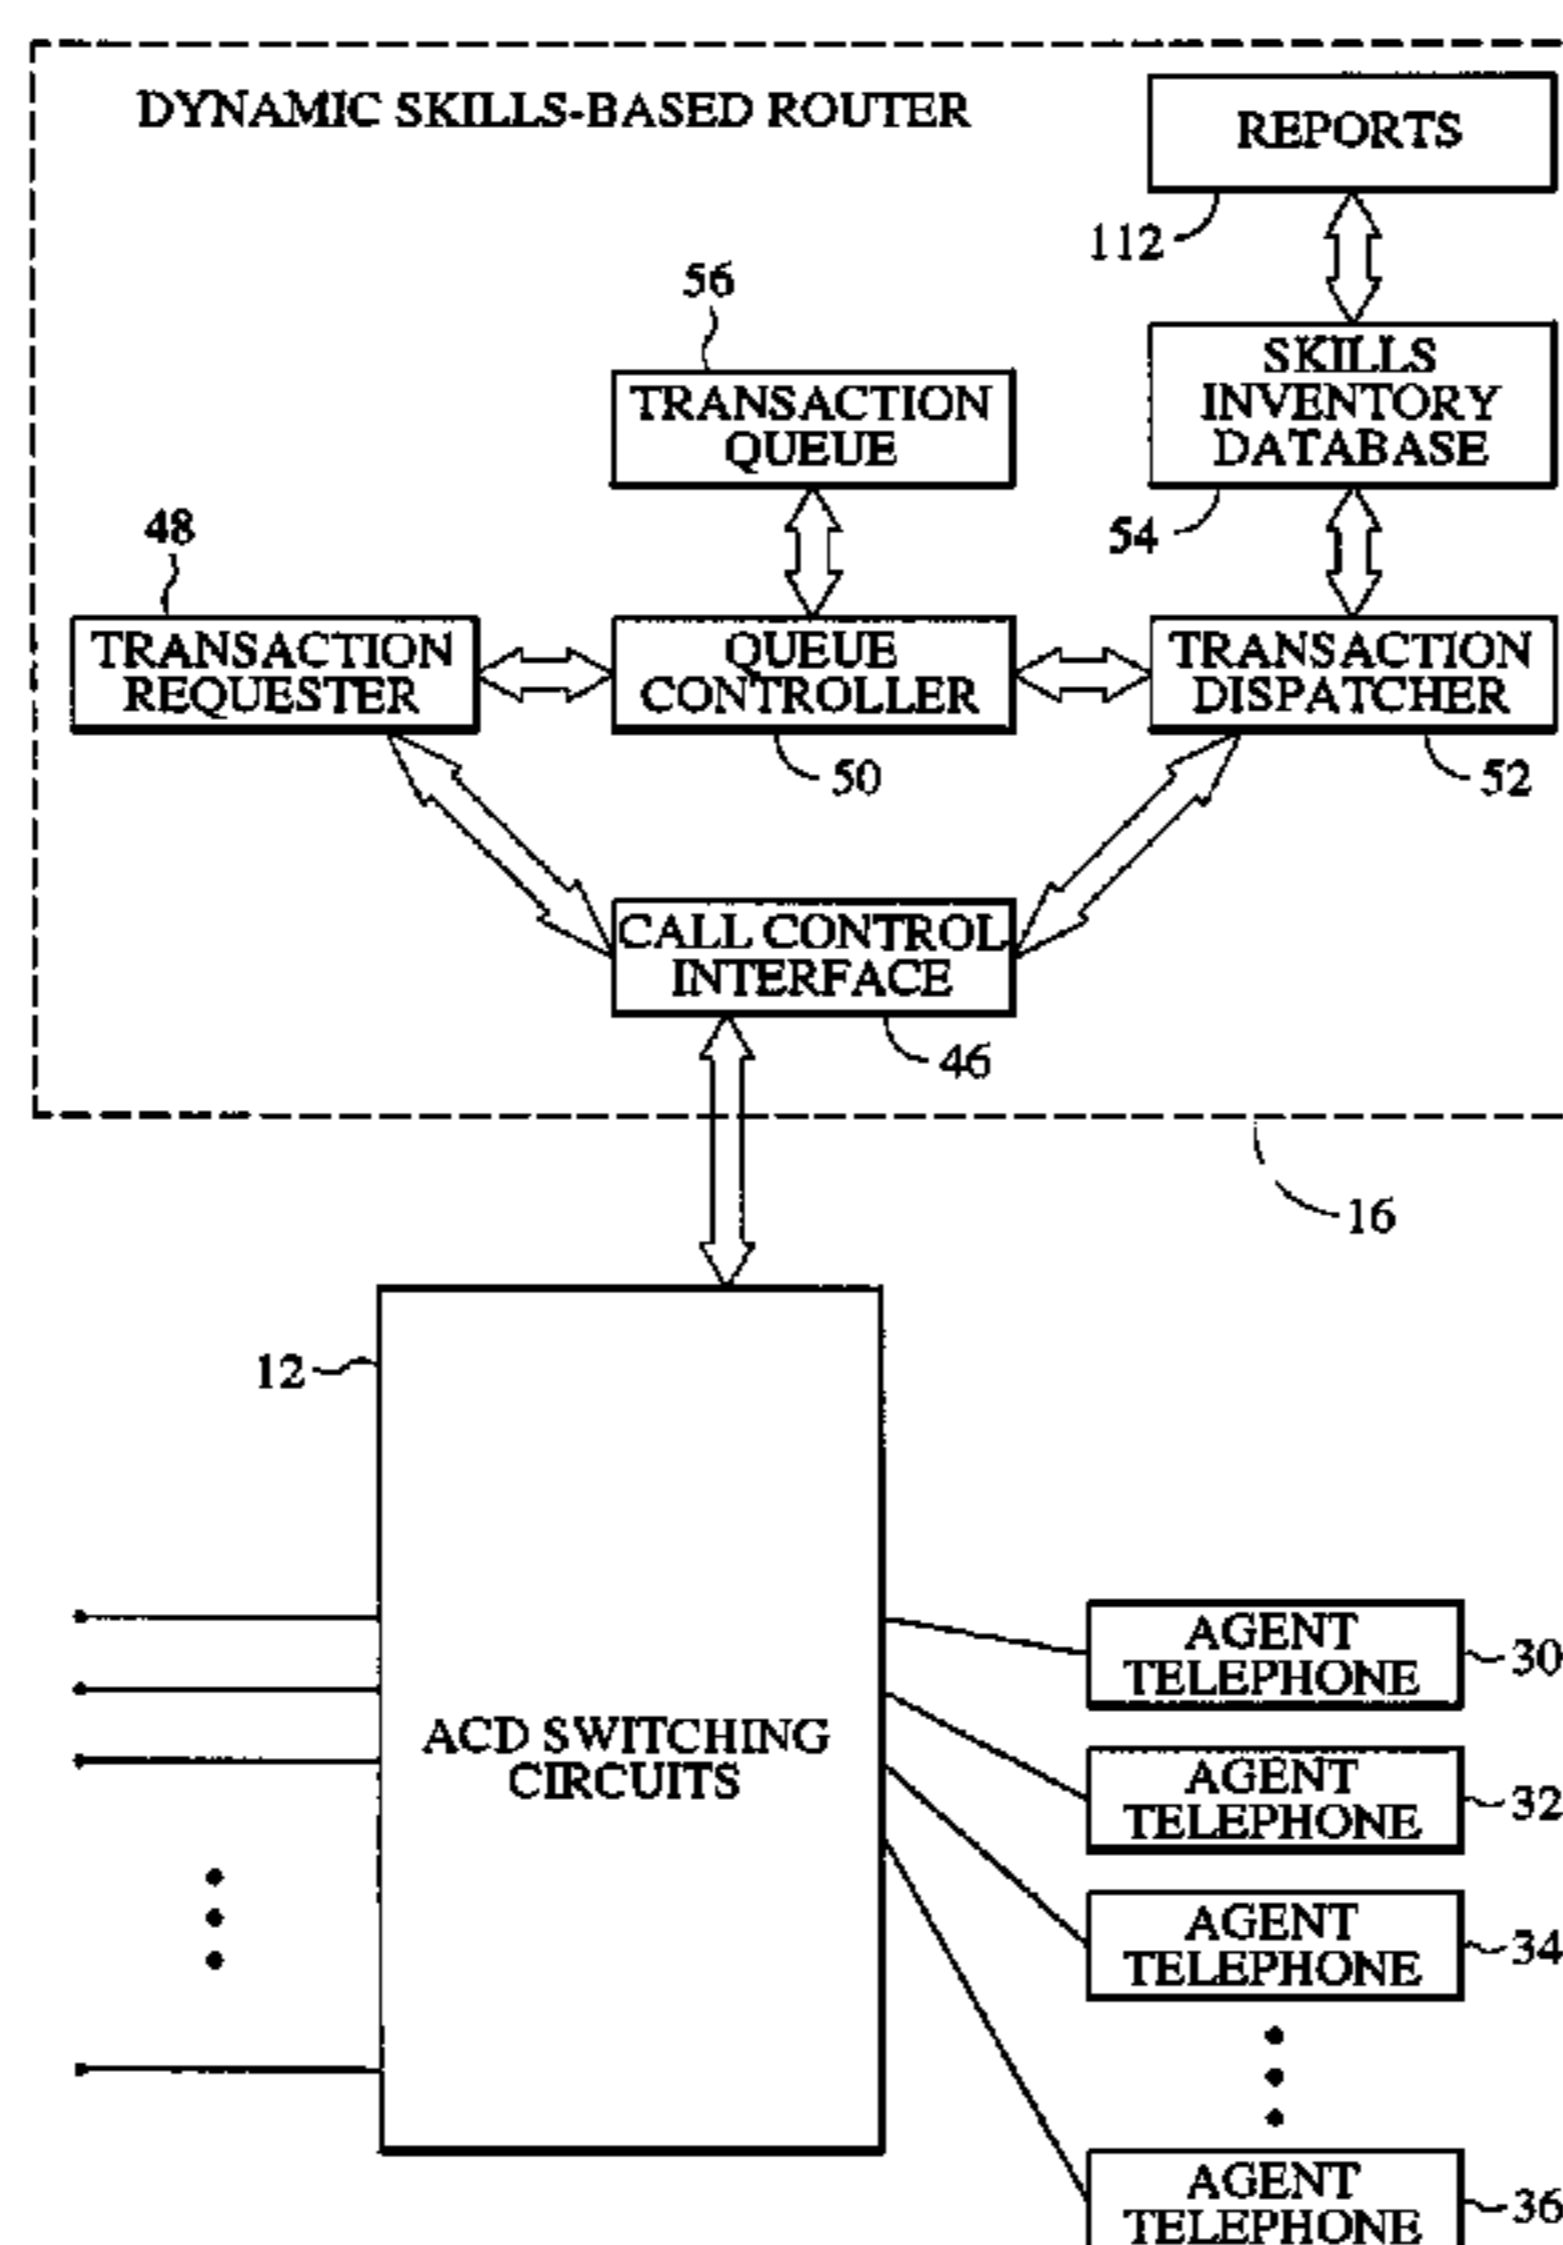 DYNAMIC SKILLS-BASED ROUTER
REPORTS
112
56
SKILLS
INVENTORY
DATABASE
TRANSACTION
QUEUE
54
48
TRANSACTION
REQUESTER
QUEUE
CONTROLLER
TRANSACTION
DISPATCHER
50
52
CALL CONTROL
INTERFACE
46
16
12
ACD SWITCHING
CIRCUITS
AGENT
TELEPHONE
30
AGENT
TELEPHONE
32
AGENT
TELEPHONE
34
AGENT
TELEPHONE
36